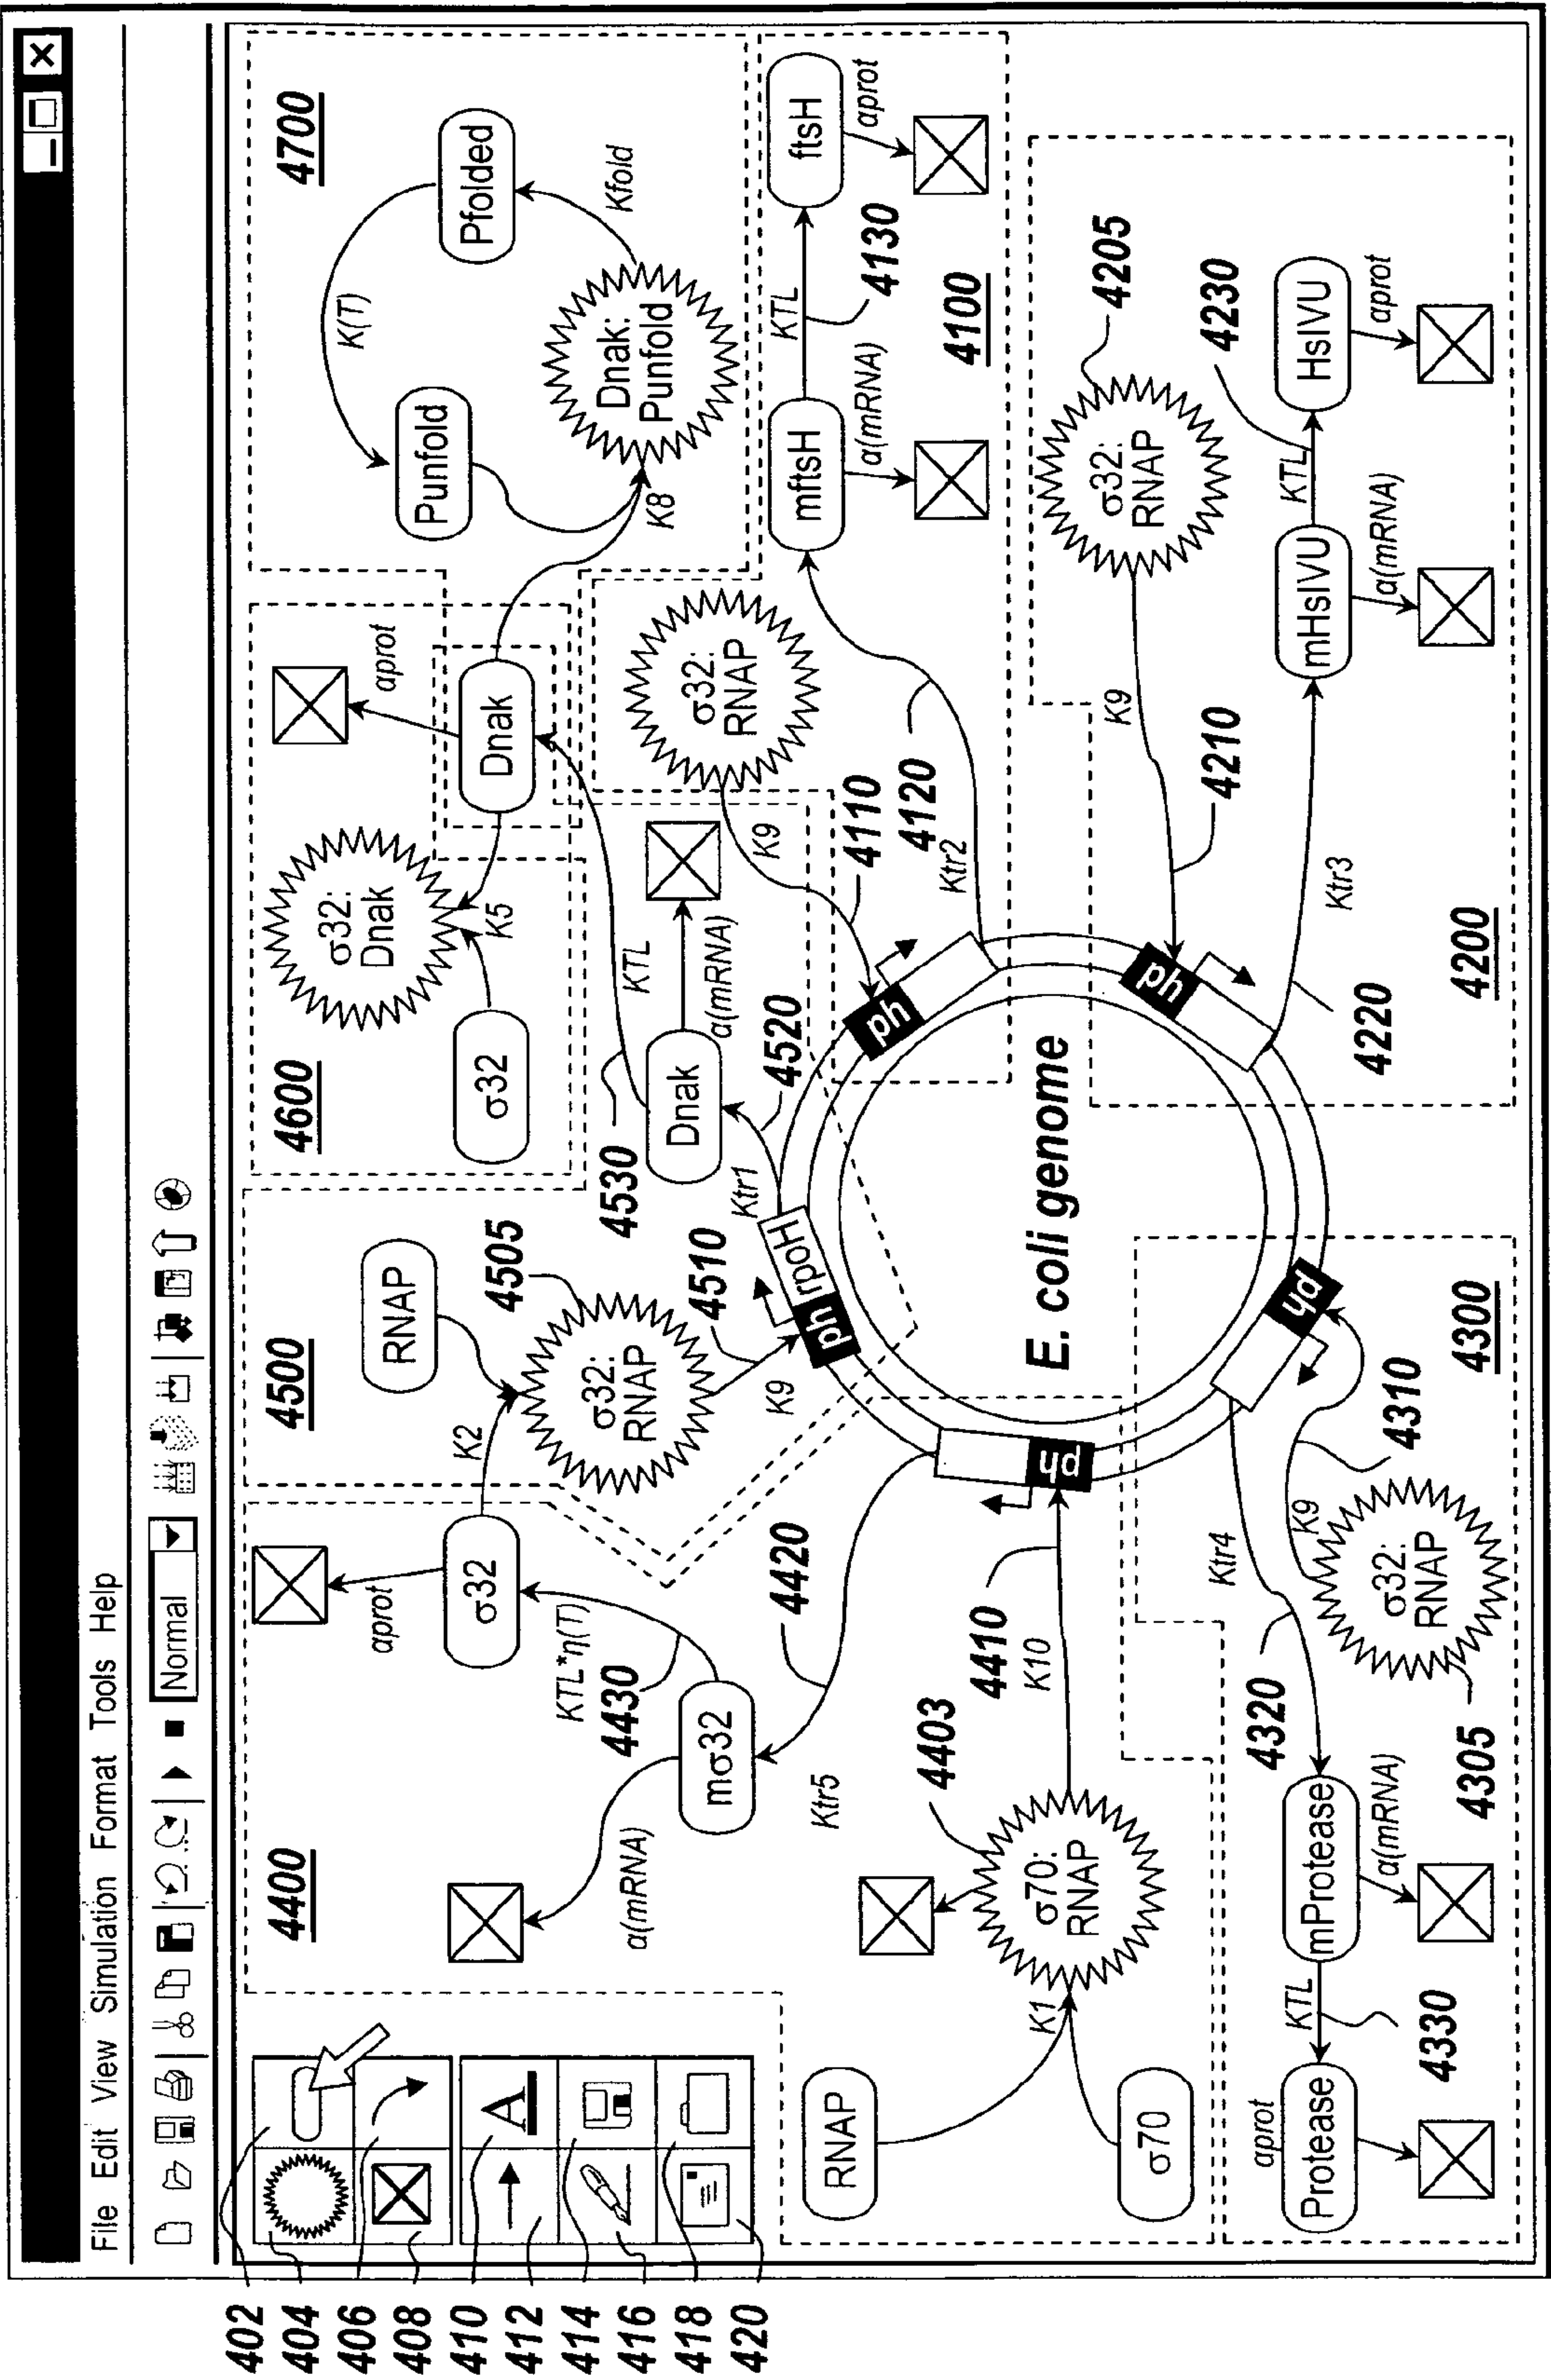 File Edit View Simulation Format Tools Help
Normal
402
404
406
408
410
412
414
416
418
420
A
4400
aprot
σ32
α(mRNA)
KTL*η(T)
4430
mσ32
Ktr5
4420
4403
4410
K10
σ70:
RNAP
K1
RNAP
σ70
4500
RNAP
K2
4505
σ32:
RNAP
4510
K9
ph
rpoH
Ktr1
4520
4530
Dnak
KTL
α(mRNA)
4600
σ32
σ32:
Dnak
K5
Dnak
aprot
4700
K(T)
Punfold
Pfolded
Kfold
Dnak:
Punfold
K8
σ32:
RNAP
K9
4110
4120
Ktr2
ph
mftsH
α(mRNA)
KTL
4130
ftsH
aprot
4100
4205
σ32:
RNAP
K9
4210
ph
Ktr3
4220
4200
mHslVU
α(mRNA)
KTL
4230
HslVU
aprot
E. coli genome
ph
ph
4300
4310
K9
Ktr4
4320
σ32:
RNAP
4305
mProtease
α(mRNA)
KTL
4330
Protease
aprot